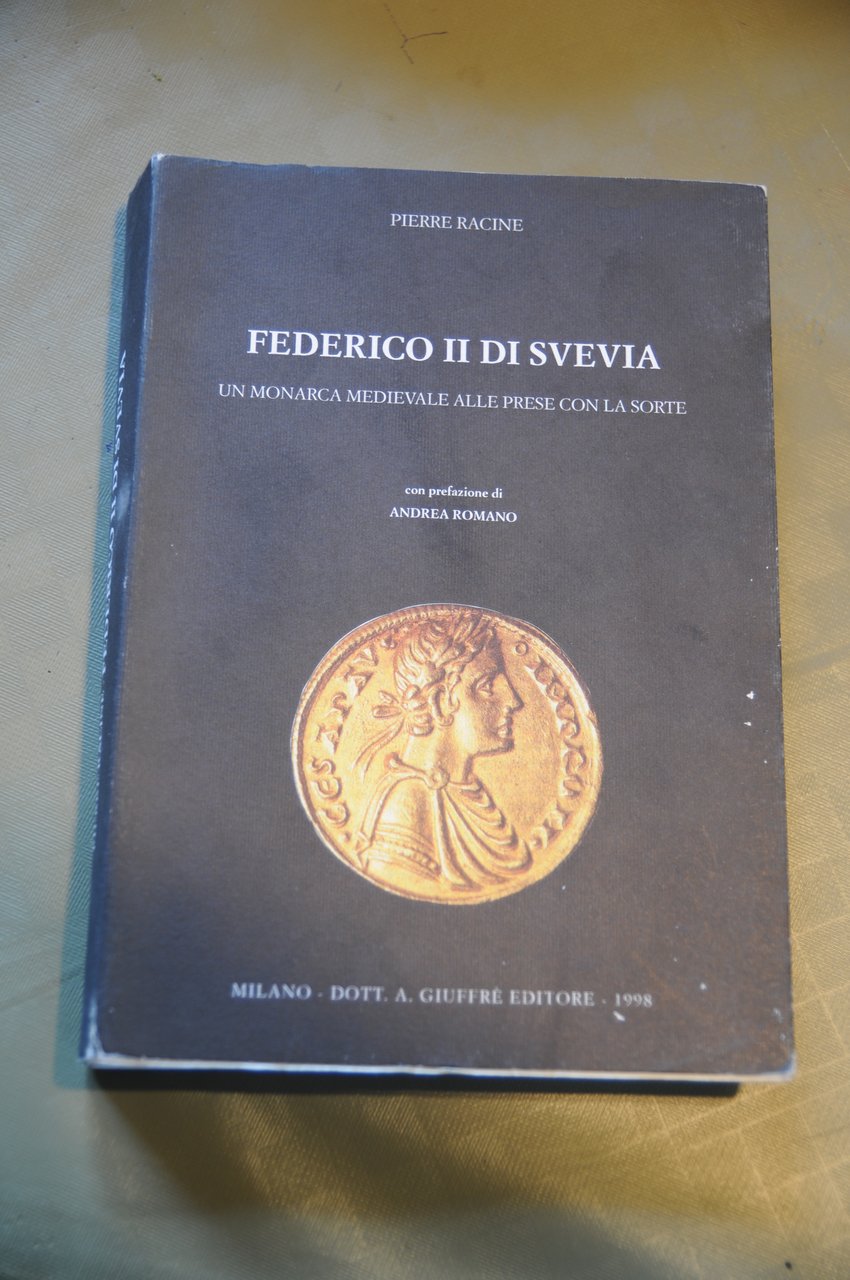 PIERRE RACINE
FEDERICO II DI SVEVIA
UN MONARCA MEDIEVALE ALLE PRESE CON LA SORTE
con prefazione di
ANDREA ROMANO
MILANO - DOTT. A. GIUFFRÈ EDITORE - 1998